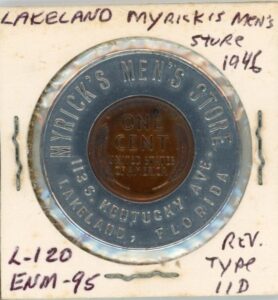 LAKELAND MYRICK'S MEN'S
STORE
1946
MYRICK'S MEN'S STORE
113 S. KENTUCKY AVE.
LAKELAND, FLORIDA
ONE
CENT
UNITED STATES
OF AMERICA
L-120
ENM-95
REV.
TYPE
11D